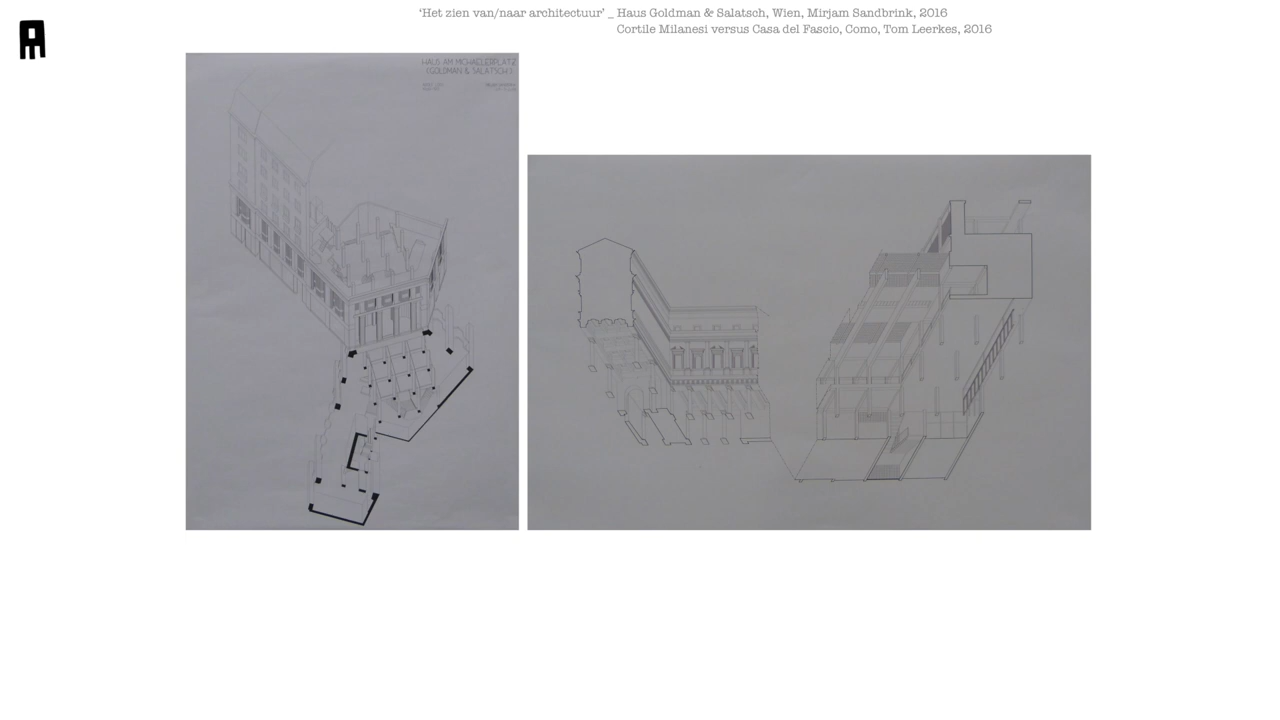 ‘Het zien van/naar architectuur’ _ Haus Goldman & Salatsch, Wien, Mirjam Sandbrink, 2016
Cortile Milanesi versus Casa del Fascio, Como, Tom Leerkes, 2016
HAUS AM MICHAELERPLATZ
(GOLDMAN & SALATSCH)